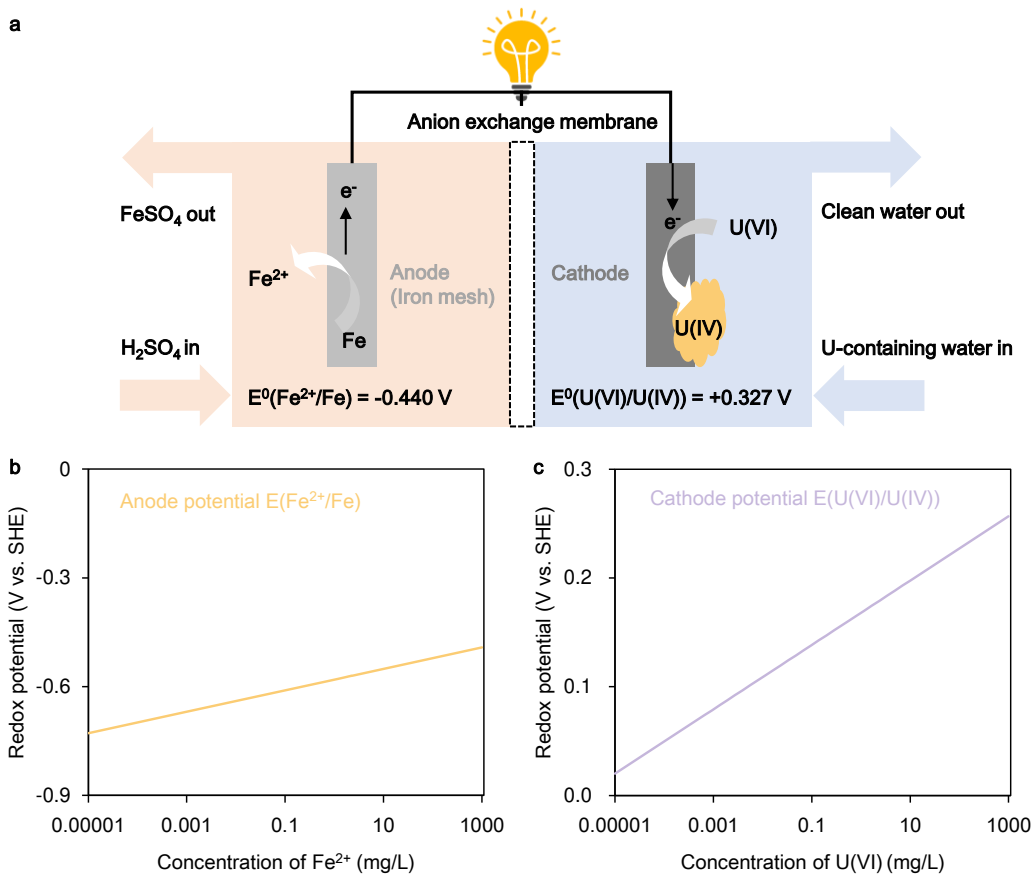 a
Anion exchange membrane
e⁻
FeSO₄ out
Fe²⁺
Anode
(Iron mesh)
Fe
H₂SO₄ in
E⁰(Fe²⁺/Fe) = -0.440 V
e⁻
U(VI)
Clean water out
Cathode
U(IV)
U-containing water in
E⁰(U(VI)/U(IV)) = +0.327 V
b
Anode potential E(Fe²⁺/Fe)
Redox potential (V vs. SHE)
0
-0.3
-0.6
-0.9
0.00001
0.001
0.1
10
1000
Concentration of Fe²⁺ (mg/L)
c
Cathode potential E(U(VI)/U(IV))
Redox potential (V vs. SHE)
0.3
0.2
0.1
0.0
0.00001
0.001
0.1
10
1000
Concentration of U(VI) (mg/L)